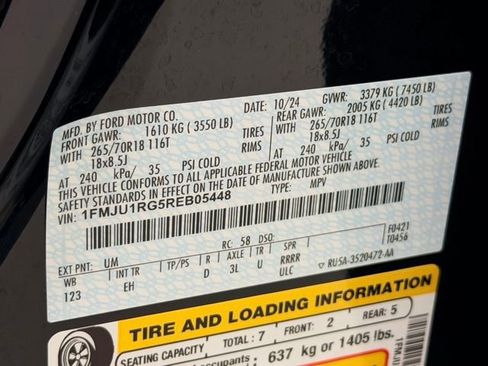 MFD. BY FORD MOTOR CO.
10/24 GVWR: 3379 KG ( 7450 LB)
FRONT GAWR: 1610 KG ( 3550 LB) REAR GAWR: 2005 KG ( 4420 LB)
WITH 265/70R18 116T TIRES WITH 265/70R18 116T TIRES
18x8.5J RIMS 18x8.5J RIMS
AT 240 kPa/ 35 PSI COLD AT 240 kPa/ 35 PSI COLD
THIS VEHICLE CONFORMS TO ALL APPLICABLE FEDERAL MOTOR VEHICLE
SAFETY STANDARDS IN EFFECT ON THE DATE OF MANUFACTURE SHOWN ABOVE.
VIN: 1FMJU1RG5REB05448 TYPE: MPV
F0421
T0456
EXT PNT: UM RC: 58 DSO:
WB INT TR TP/PS R AXLE TR SPR
123 EH D 3L U RRRR
ULC RU5A-3520472-AA
TIRE AND LOADING INFORMATION
SEATING CAPACITY TOTAL : 7 FRONT: 2 REAR: 5
occupants 637 kg or 1405 lbs.